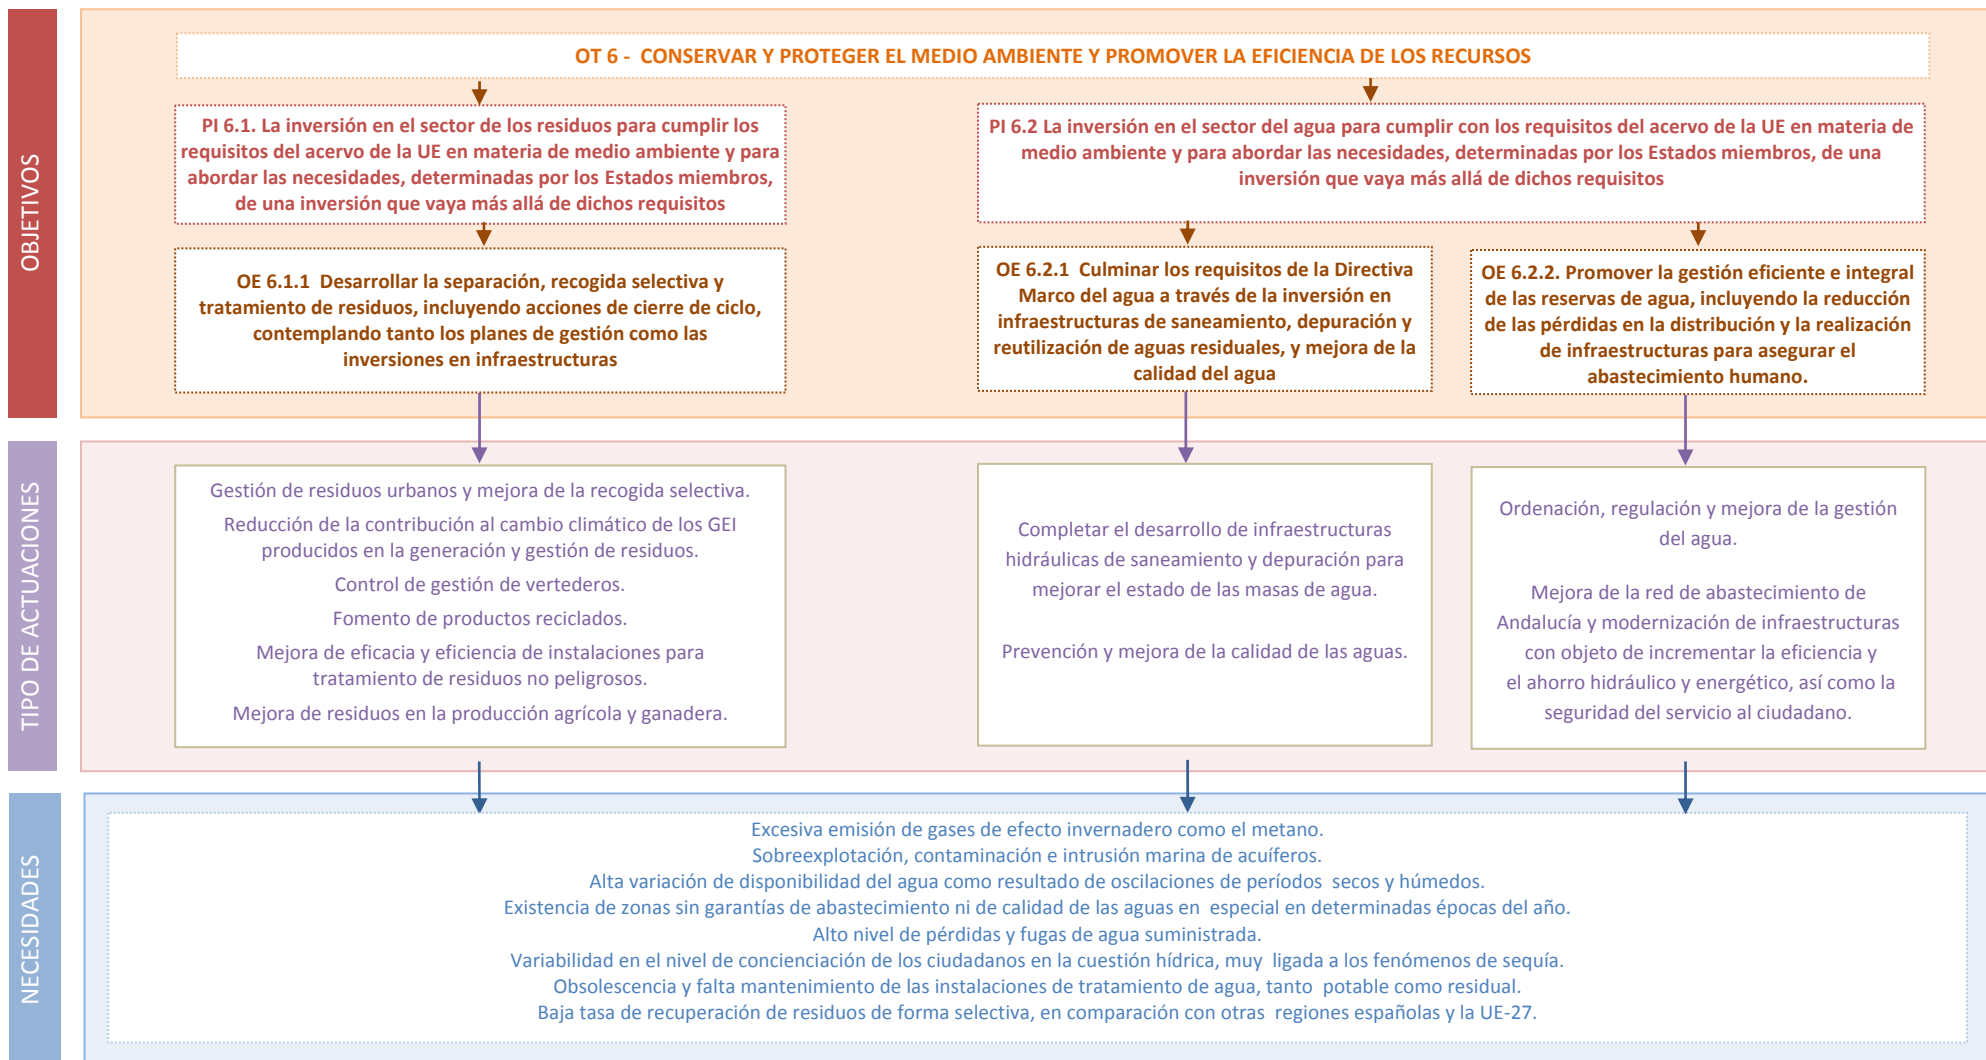 OBJETIVOS
OT 6 - CONSERVAR Y PROTEGER EL MEDIO AMBIENTE Y PROMOVER LA EFICIENCIA DE LOS RECURSOS
PI 6.1. La inversión en el sector de los residuos para cumplir los
requisitos del acervo de la UE en materia de medio ambiente y para
abordar las necesidades, determinadas por los Estados miembros,
de una inversión que vaya más allá de dichos requisitos
PI 6.2 La inversión en el sector del agua para cumplir con los requisitos del acervo de la UE en materia de
medio ambiente y para abordar las necesidades, determinadas por los Estados miembros, de una
inversión que vaya más allá de dichos requisitos
OE 6.1.1 Desarrollar la separación, recogida selectiva y
tratamiento de residuos, incluyendo acciones de cierre de ciclo,
contemplando tanto los planes de gestión como las
inversiones en infraestructuras
OE 6.2.1 Culminar los requisitos de la Directiva
Marco del agua a través de la inversión en
infraestructuras de saneamiento, depuración y
reutilización de aguas residuales, y mejora de la
calidad del agua
OE 6.2.2. Promover la gestión eficiente e integral
de las reservas de agua, incluyendo la reducción
de las pérdidas en la distribución y la realización
de infraestructuras para asegurar el
abastecimiento humano.
TIPO DE ACTUACIONES
Gestión de residuos urbanos y mejora de la recogida selectiva.
Reducción de la contribución al cambio climático de los GEI
producidos en la generación y gestión de residuos.
Control de gestión de vertederos.
Fomento de productos reciclados.
Mejora de eficacia y eficiencia de instalaciones para
tratamiento de residuos no peligrosos.
Mejora de residuos en la producción agrícola y ganadera.
Completar el desarrollo de infraestructuras
hidráulicas de saneamiento y depuración para
mejorar el estado de las masas de agua.
Prevención y mejora de la calidad de las aguas.
Ordenación, regulación y mejora de la gestión
del agua.
Mejora de la red de abastecimiento de
Andalucía y modernización de infraestructuras
con objeto de incrementar la eficiencia y
el ahorro hidráulico y energético, así como la
seguridad del servicio al ciudadano.
NECESIDADES
Excesiva emisión de gases de efecto invernadero como el metano.
Sobreexplotación, contaminación e intrusión marina de acuíferos.
Alta variación de disponibilidad del agua como resultado de oscilaciones de períodos secos y húmedos.
Existencia de zonas sin garantías de abastecimiento ni de calidad de las aguas en especial en determinadas épocas del año.
Alto nivel de pérdidas y fugas de agua suministrada.
Variabilidad en el nivel de concienciación de los ciudadanos en la cuestión hídrica, muy ligada a los fenómenos de sequía.
Obsolescencia y falta mantenimiento de las instalaciones de tratamiento de agua, tanto potable como residual.
Baja tasa de recuperación de residuos de forma selectiva, en comparación con otras regiones españolas y la UE-27.